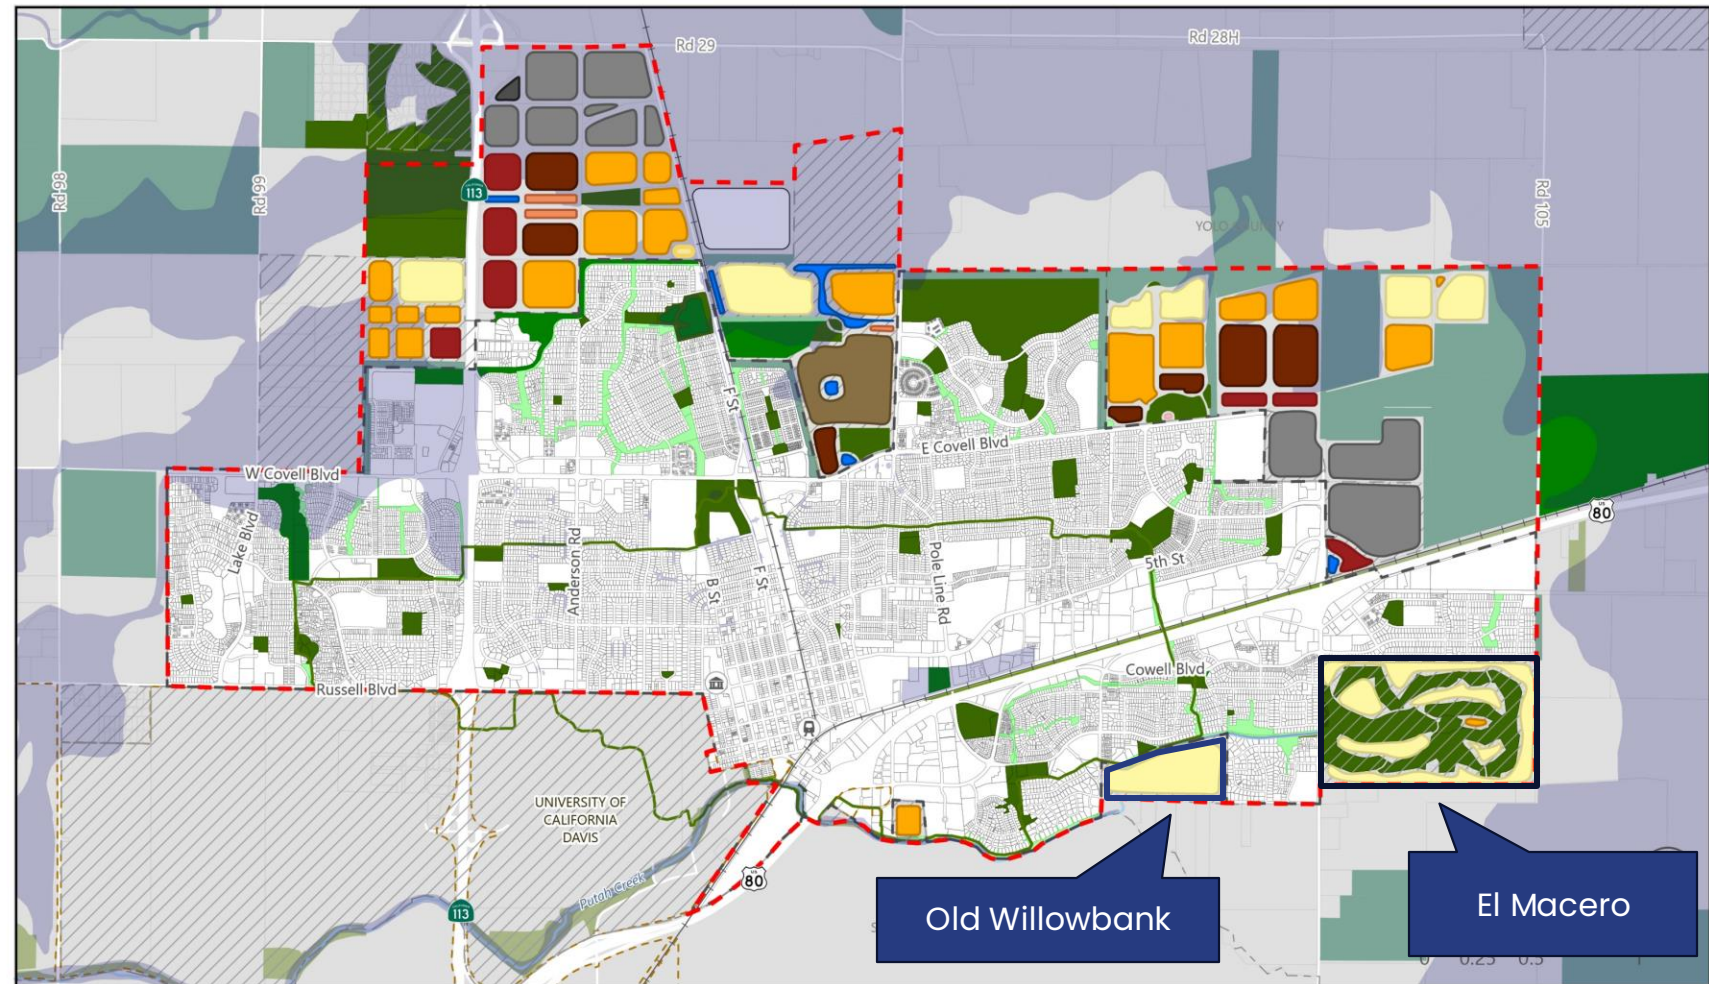 Rd 29
Rd 28H
Rd 98
Rd 99
113
Rd 105
F St
E Covell Blvd
W Covell Blvd
80
Lake Blvd
Anderson Rd
B St
F St
Pole Line Rd
5th St
Cowell Blvd
Russell Blvd
UNIVERSITY OF
CALIFORNIA
DAVIS
Putah Creek
US
80
113
Old Willowbank
El Macero